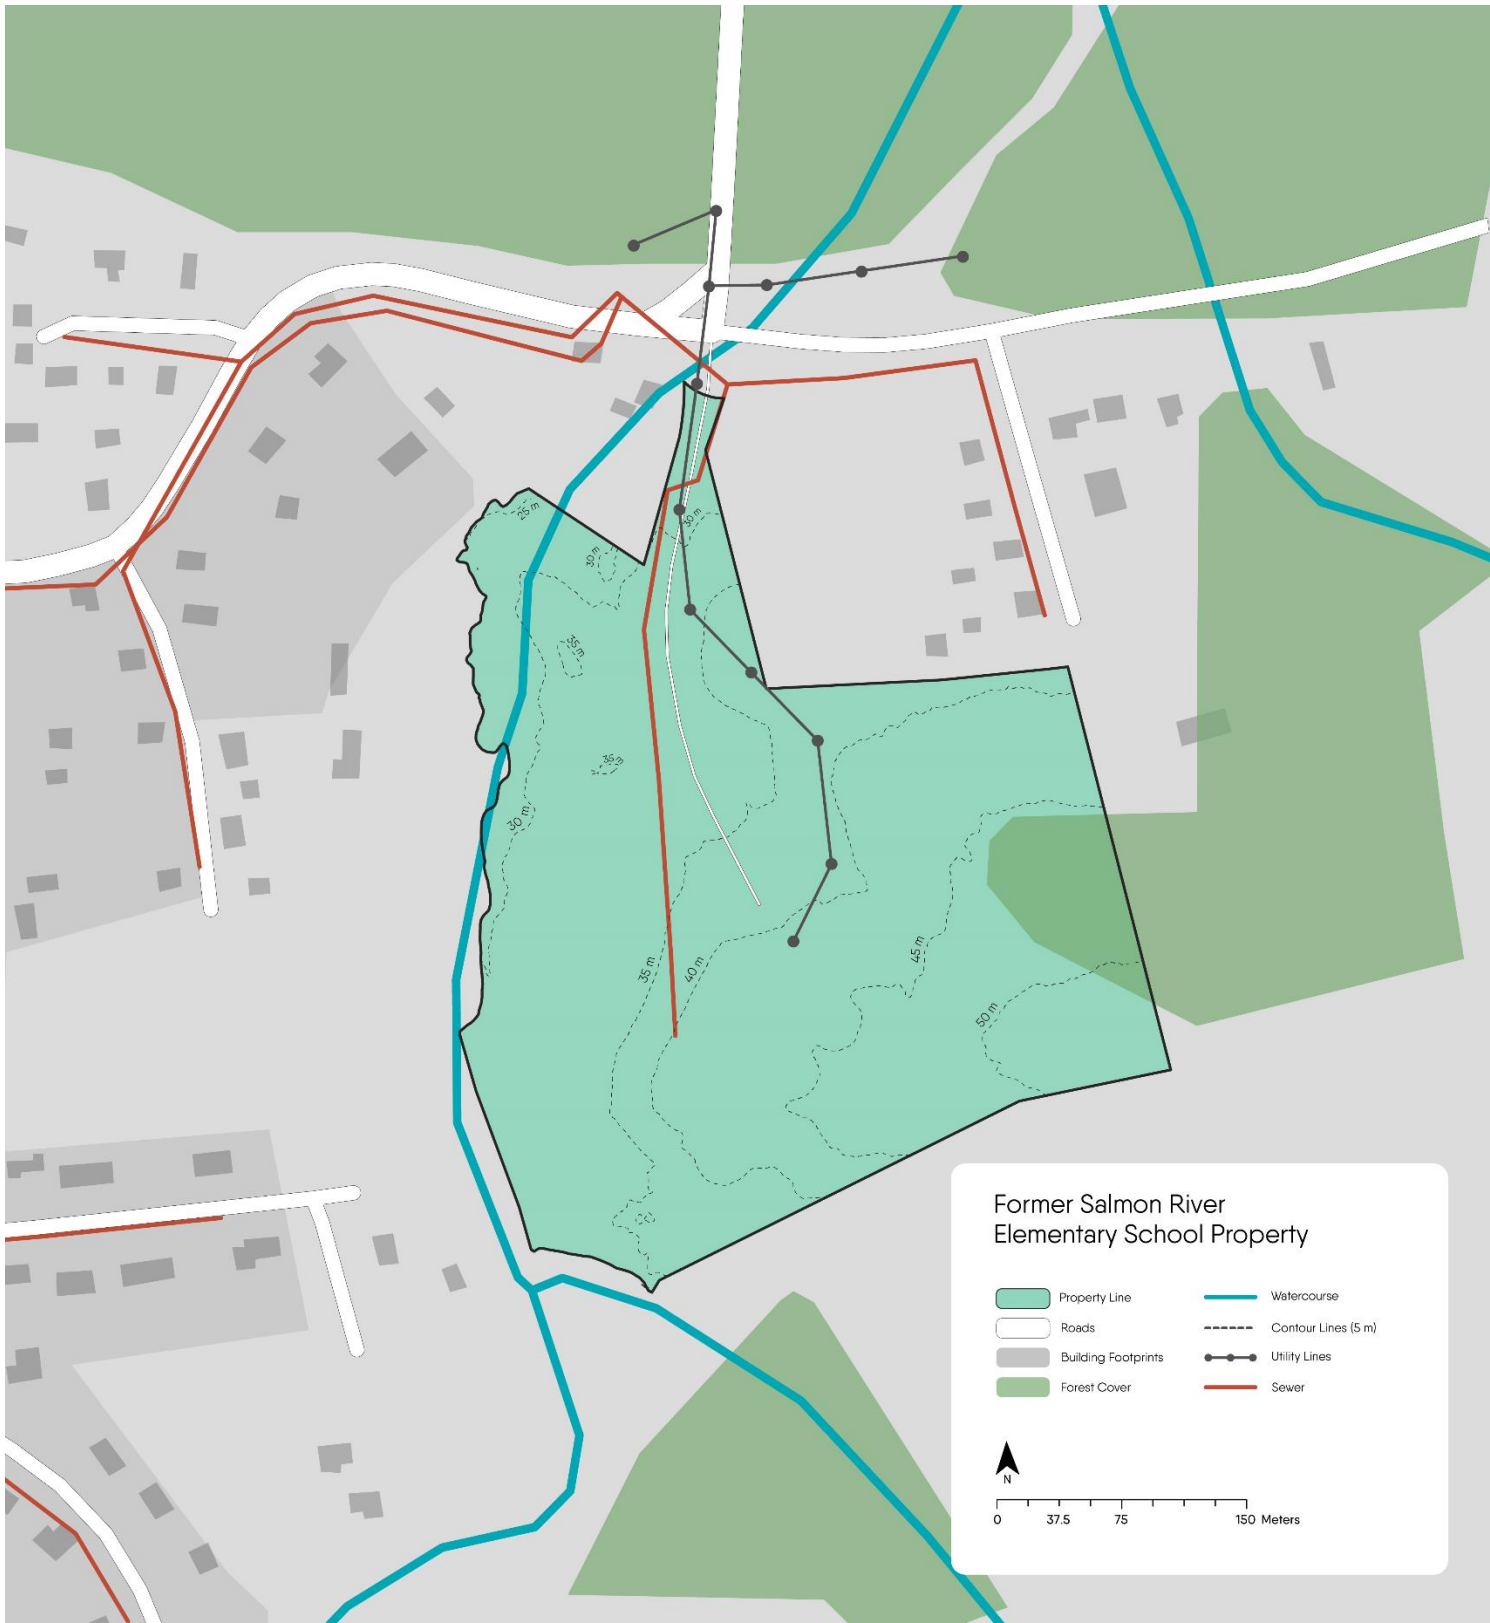 25 m
30 m
30 m
35 m
35 m
30 m
35 m
40 m
45 m
50 m
Former Salmon River
Elementary School Property
Property Line
Watercourse
Roads
Contour Lines (5 m)
Building Footprints
Utility Lines
Forest Cover
Sewer
N
0 37.5 75 150 Meters